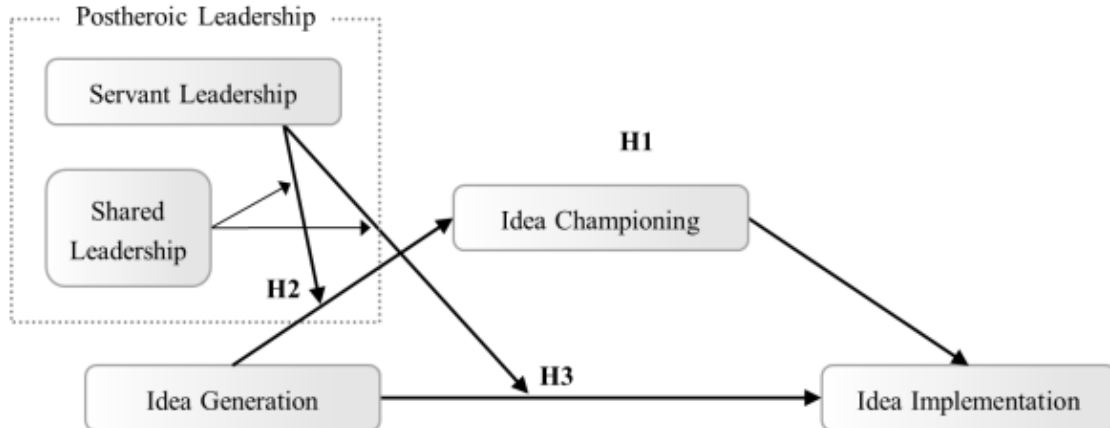 Postheroic Leadership
Servant Leadership
H1
Shared
Leadership
Idea Championing
H2
H3
Idea Generation
Idea Implementation